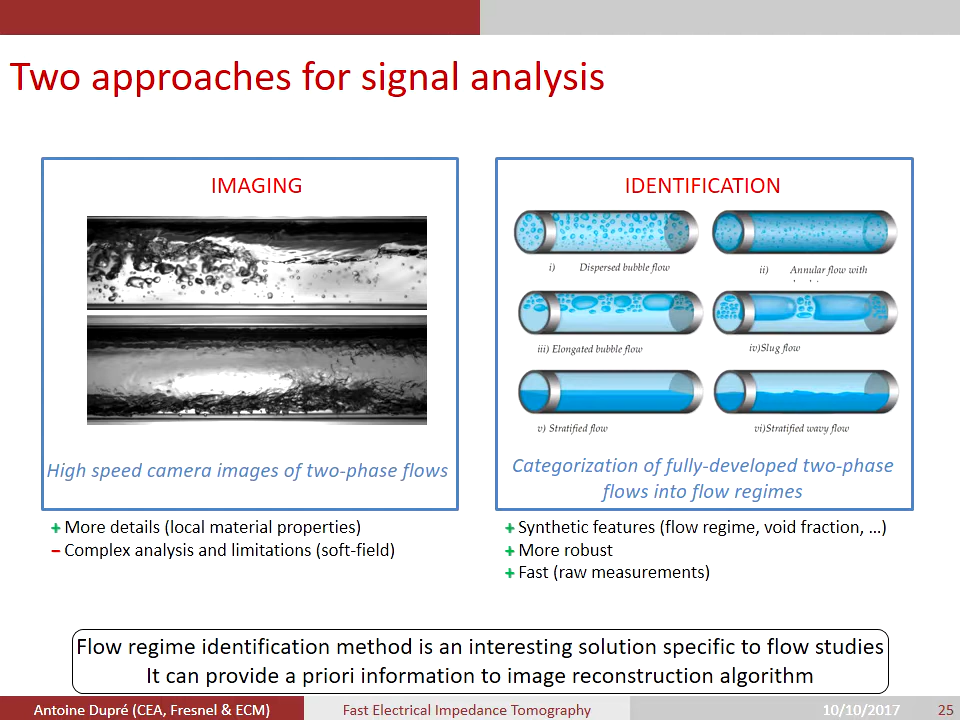 Two approaches for signal analysis
IMAGING
High speed camera images of two-phase flows
+ More details (local material properties)
− Complex analysis and limitations (soft-field)
IDENTIFICATION
i) Dispersed bubble flow
ii) Annular flow with
iii) Elongated bubble flow
iv)Slug flow
v) Stratified flow
vi)Stratified wavy flow
Categorization of fully-developed two-phase
flows into flow regimes
+ Synthetic features (flow regime, void fraction, …)
+ More robust
+ Fast (raw measurements)
Flow regime identification method is an interesting solution specific to flow studies
It can provide a priori information to image reconstruction algorithm
Antoine Dupré (CEA, Fresnel & ECM)
Fast Electrical Impedance Tomography
10/10/2017
25